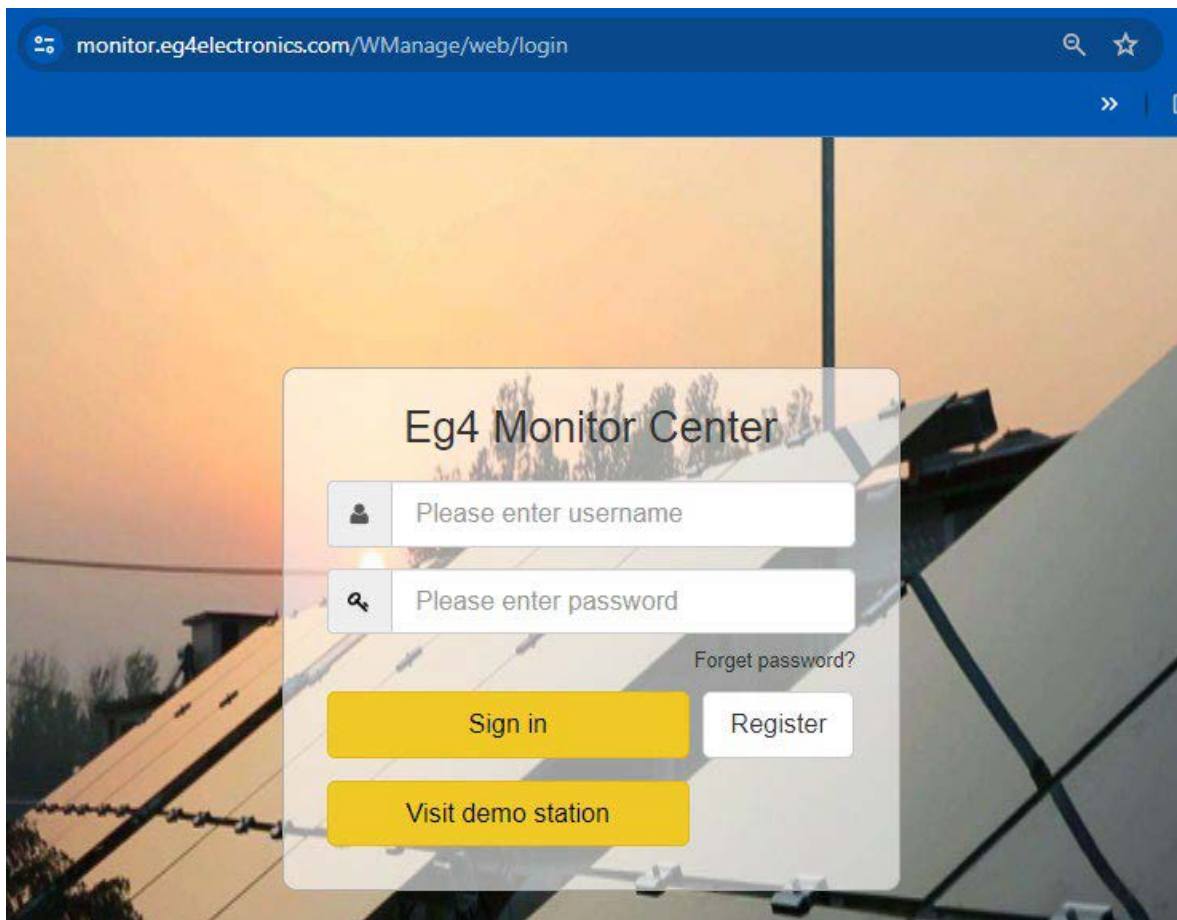 monitor.eg4electronics.com/WManage/web/login
Eg4 Monitor Center
Please enter username
Please enter password
Forget password?
Sign in
Register
Visit demo station